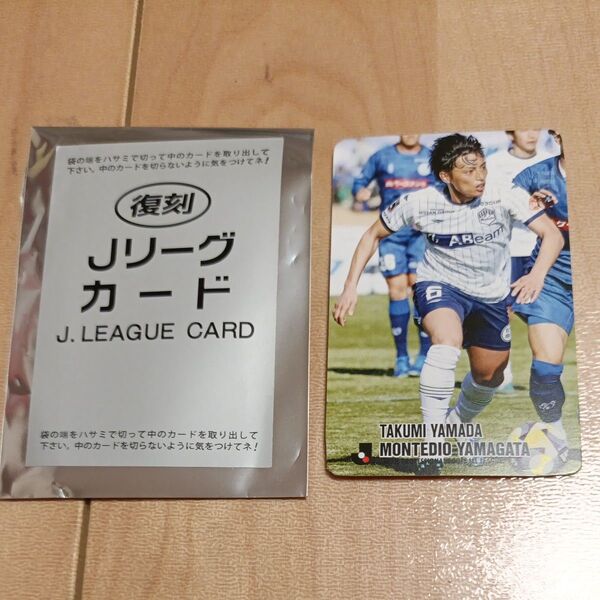 袋の端をハサミで切って中のカードを取り出して
下さい。中のカードを切らないように気をつけてネ!
復刻
Jリーグ
カード
J. LEAGUE CARD
袋の端をハサミで切って中のカードを取り出して
下さい。中のカードを切らないように気をつけてネ!
ABeam
6
TAKUMI YAMADA
MONTEDIO YAMAGATA